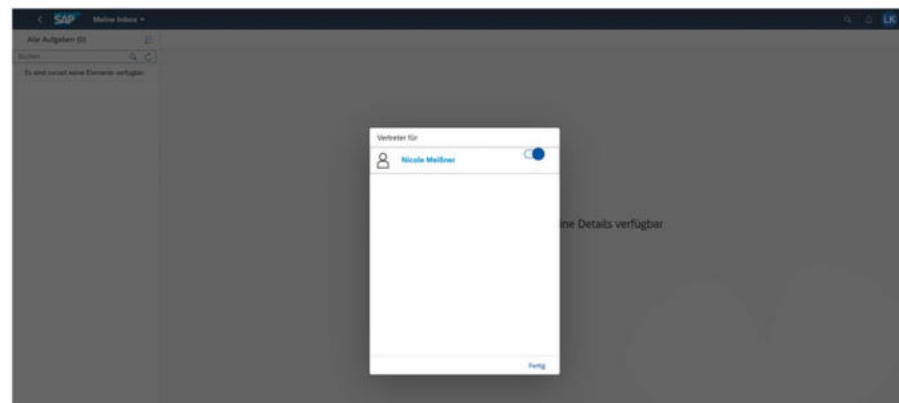 SAP Meine Inbox
LK
Alle Aufgaben (0)
Suchen
Es sind zurzeit keine Elemente verfügbar.
Vertreter für
Nicole Meißner
ine Details verfügbar
Fertig